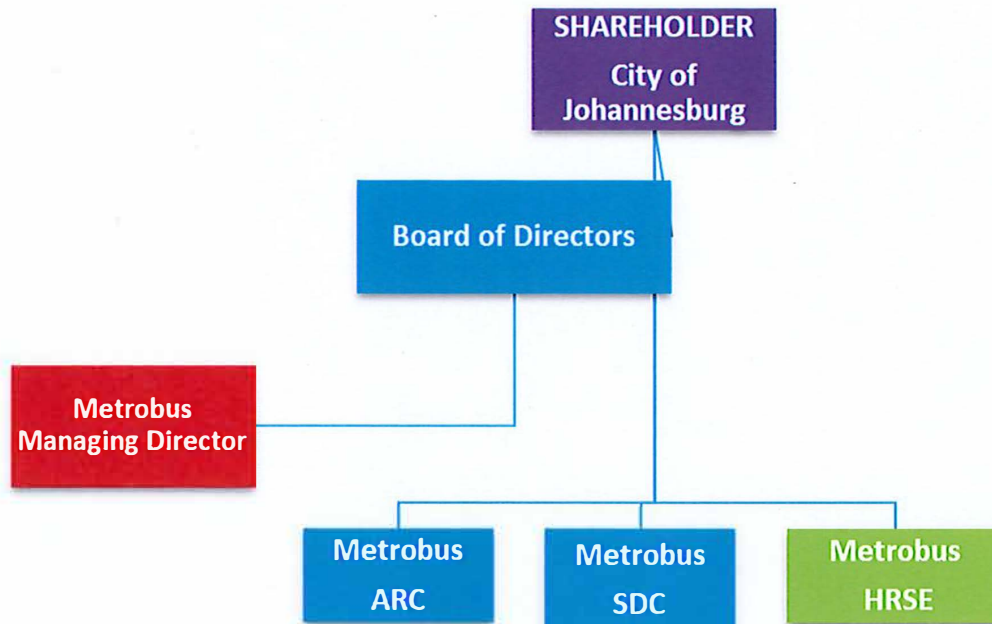 SHAREHOLDER
City of
Johannesburg
Board of Directors
Metrobus
Managing Director
Metrobus
ARC
Metrobus
SDC
Metrobus
HRSE